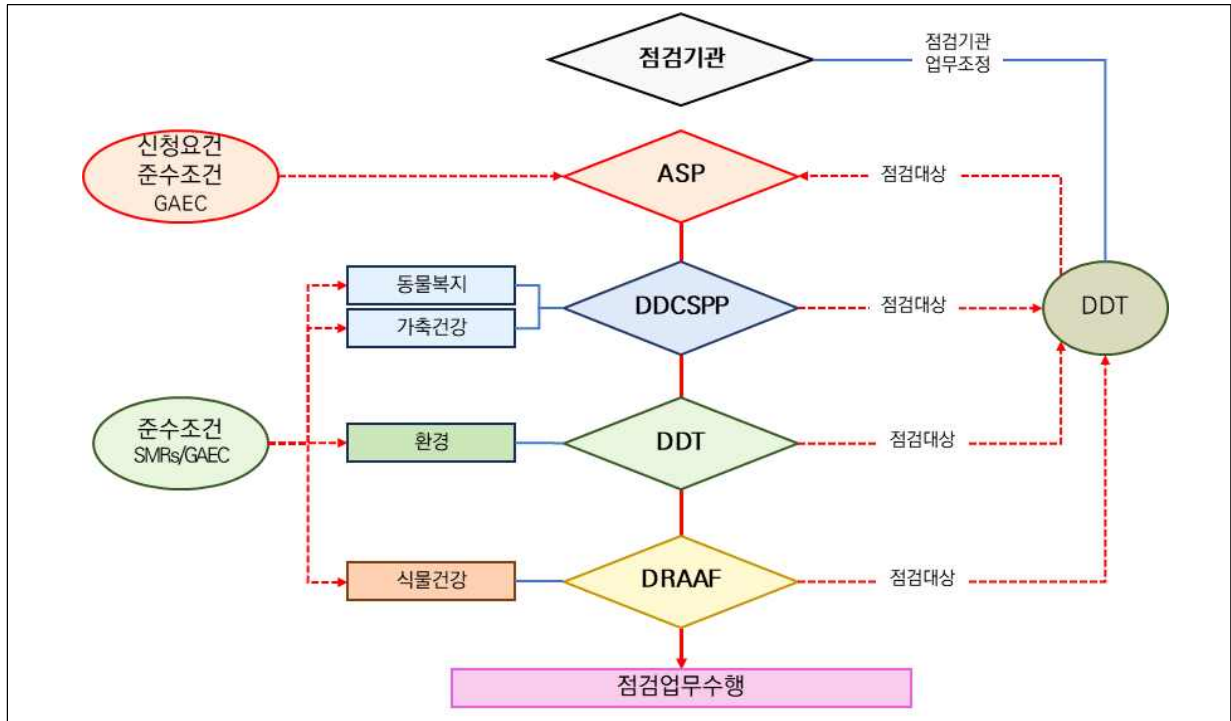 점검기관
점검기관
업무조정
신청요건
준수조건
GAEC
ASP
점검대상
동물복지
가축건강
DDCSPP
점검대상
DDT
준수조건
SMRs/GAEC
환경
DDT
점검대상
식물건강
DRAAF
점검대상
점검업무수행